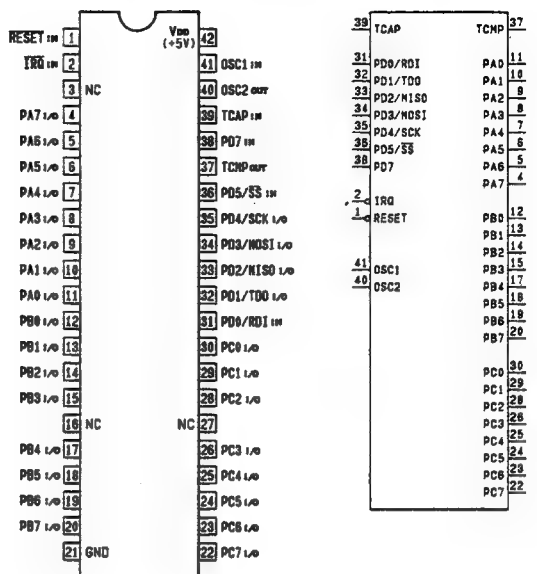 RESET IN 1
IRQ IN 2
3 NC
PA7 I/O 4
PA6 I/O 5
PA5 I/O 6
PA4 I/O 7
PA3 I/O 8
PA2 I/O 9
PA1 I/O 10
PA0 I/O 11
PB0 I/O 12
PB1 I/O 13
PB2 I/O 14
PB3 I/O 15
16 NC
PB4 I/O 17
PB5 I/O 18
PB6 I/O 19
PB7 I/O 20
21 GND
VDD 42
(+5V)
41 OSC1 IN
40 OSC2 OUT
39 TCAP IN
38 PD7 IN
37 TCMP OUT
36 PD5/SS IN
35 PD4/SCK I/O
34 PD3/MOSI I/O
33 PD2/MISO I/O
32 PD1/TDO I/O
31 PD0/RDI IN
30 PC0 I/O
29 PC1 I/O
28 PC2 I/O
NC 27
26 PC3 I/O
25 PC4 I/O
24 PC5 I/O
23 PC6 I/O
22 PC7 I/O
39 TCAP
31 PD0/RDI
32 PD1/TDO
33 PD2/MISO
34 PD3/MOSI
35 PD4/SCK
36 PD5/SS
38 PD7
2 IRQ
1 RESET
41 OSC1
40 OSC2
TCMP 37
PA0 11
PA1 10
PA2 9
PA3 8
PA4 7
PA5 6
PA6 5
PA7 4
PB0 12
PB1 13
PB2 14
PB3 15
PB4 17
PB5 18
PB6 19
PB7 20
PC0 30
PC1 29
PC2 28
PC3 26
PC4 25
PC5 24
PC6 23
PC7 22